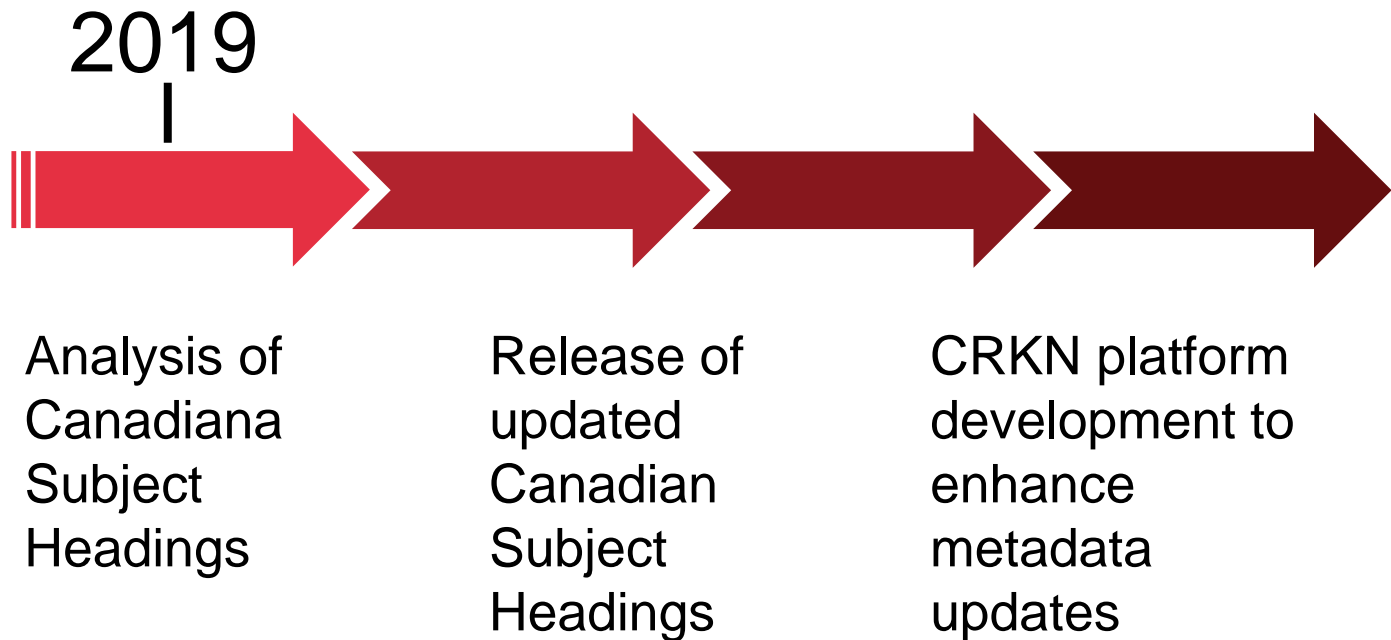 2019
Analysis of
Canadiana
Subject
Headings
Release of
updated
Canadian
Subject
Headings
CRKN platform
development to
enhance
metadata
updates